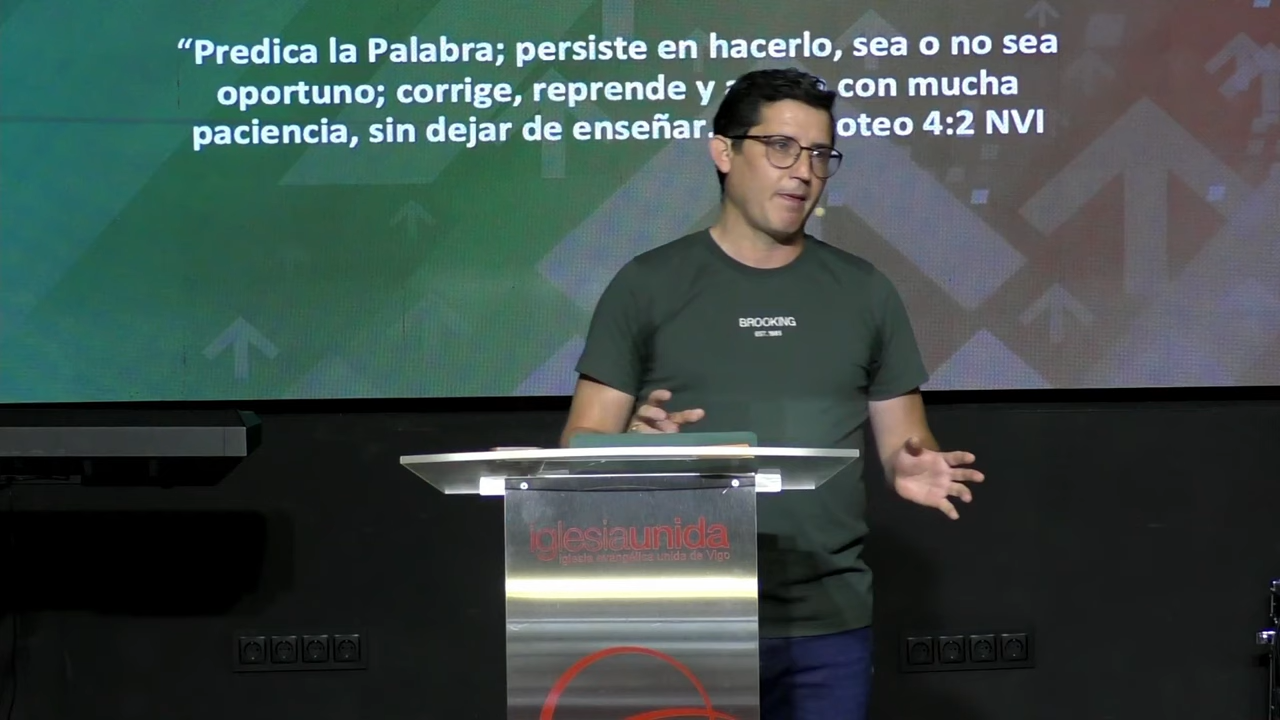 “Predica la Palabra; persiste en hacerlo, sea o no sea
oportuno; corrige, reprende y a con mucha
paciencia, sin dejar de enseñar. oteo 4:2 NVI
BROOKING
iglesiaunida
iglesia evangélica unida de Vigo